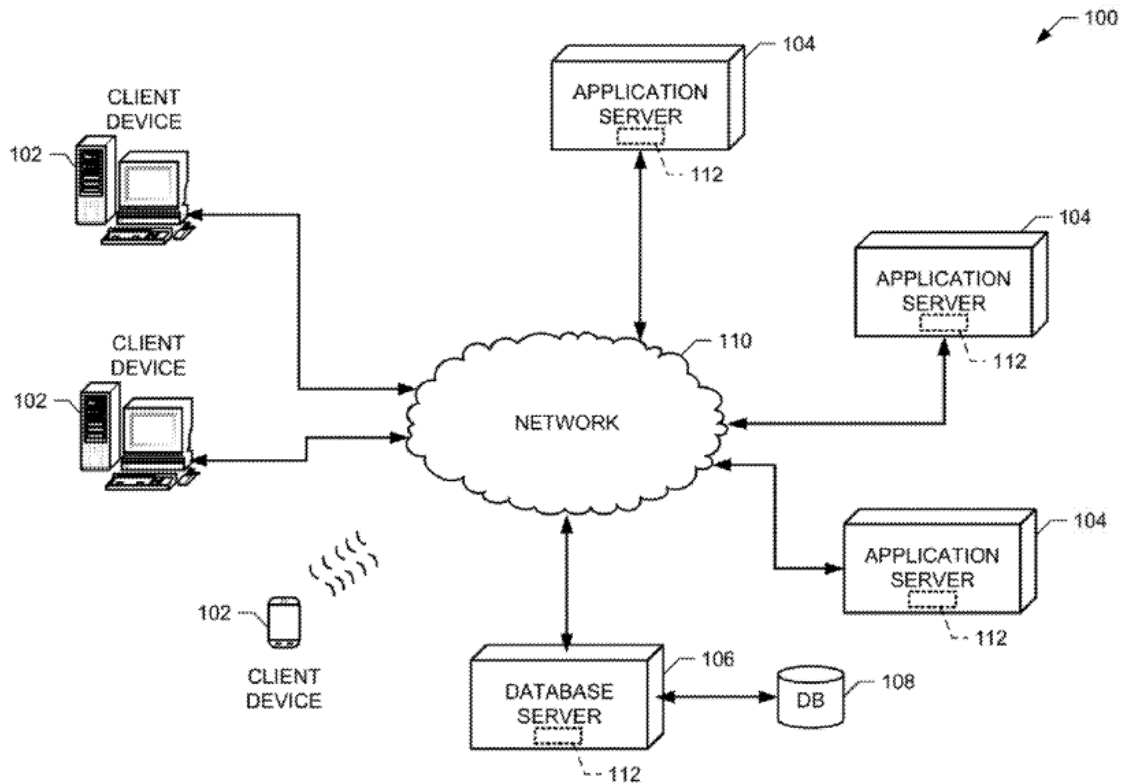 100
104
APPLICATION
SERVER
112
CLIENT
DEVICE
102
104
APPLICATION
SERVER
112
CLIENT
DEVICE
102
110
NETWORK
104
APPLICATION
SERVER
112
102
CLIENT
DEVICE
106
DATABASE
SERVER
112
DB
108